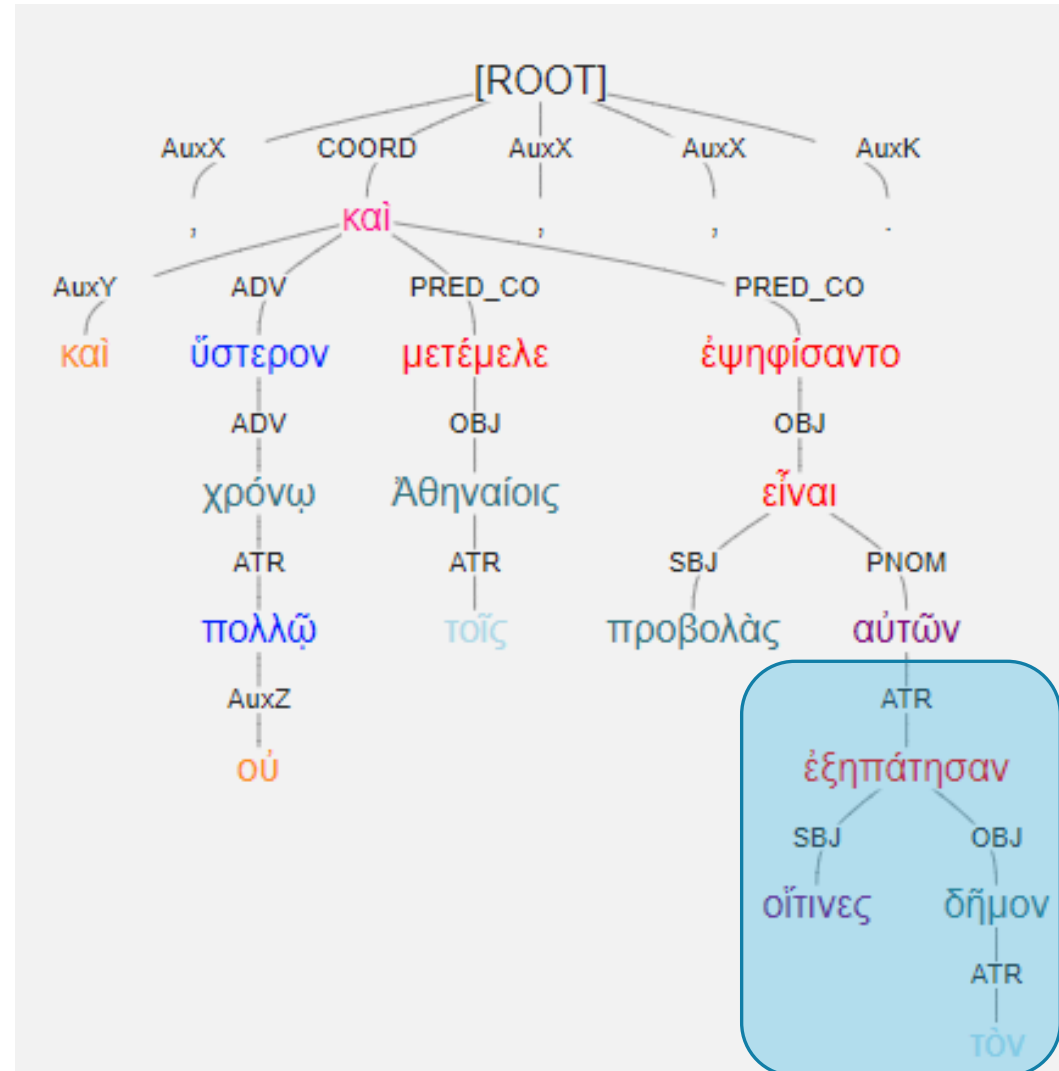 [ROOT]
AuxX COORD AuxX AuxX AuxK
, καὶ , , .
AuxY ADV PRED_CO PRED_CO
καὶ ὕστερον μετέμελε ἐψηφίσαντο
ADV OBJ OBJ
χρόνῳ Ἀθηναίοις εἶναι
ATR ATR SBJ PNOM
πολλῷ τοῖς προβολὰς αὐτῶν
AuxZ ATR
οὐ ἐξηπάτησαν
SBJ OBJ
οἵτινες δῆμον
ATR
τὸν